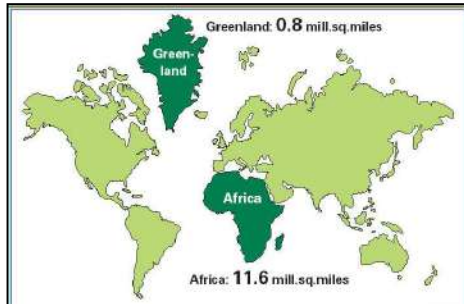 Greenland: 0.8 mill.sq.miles
Green-
land
Africa
Africa: 11.6 mill.sq.miles